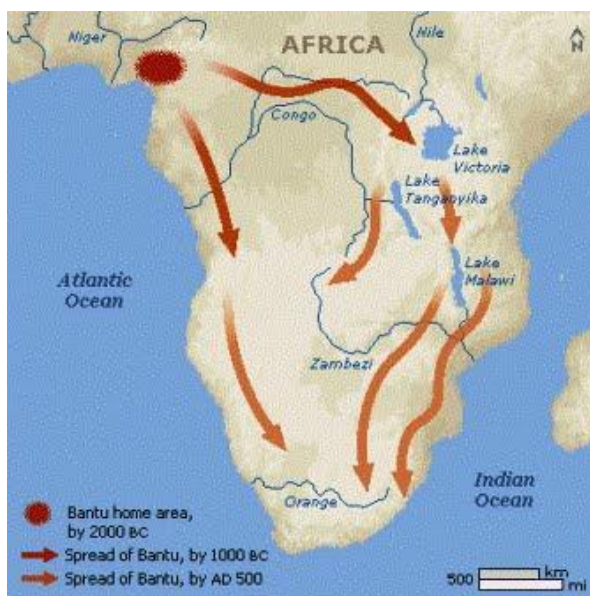 AFRICA
Niger
Nile
N
Congo
Lake
Victoria
Lake
Tanganyika
Atlantic
Ocean
Lake
Malawi
Zambezi
Indian
Ocean
Orange
Bantu home area,
by 2000 BC
Spread of Bantu, by 1000 BC
Spread of Bantu, by AD 500
500 km
mi